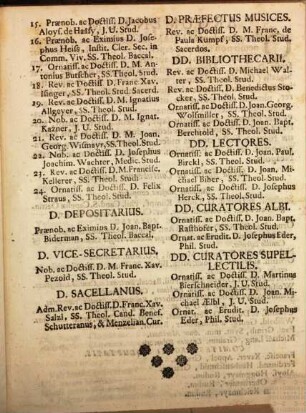 15. Prænob. ac Doctiss. D. Jacobus
Aloys. de Hafsy, J. U. Stud.
16. Prænob. ac Eximius D. Jose-
phus Heiss, Instit. Cler. Sec. in
Comm. Viv. SS. Theol. Baccal.
17. Ornatiss. ac Doctiss. D. M An-
tonius Butscher, SS. Theol. Stud.
18. Rev. ac Doctiss. D Franc. Xav.
SS. Theol. Stud. Sacerd.
19. Rev. ac Doctiss. D M. Ignatius
Allgeyer, SS. Theol. Stud.
20. Nob. ac Doctiss. D M. Ignat.
Kazner, J. U. Stud.
21. Rev. ac Doctiss. D. M. Joan.
Georg. Wismayr, SS. Theol. Stud.
22. Nob. ac Doctiss. D. Josephus
Joachim. Wachter, Medic. Stud.
23. Rev. ac Doctiss. D. M. Francisc.
Kellerer, SS. Theol. Stud.
24. Ornatiss. ac Doctiss. D. Felix
Straus, SS. Theol. Stud.
D. DEPOSITARIUS.
Prænob. ac Eximius D. Joan. Bapt.
Biderman, SS. Theol. Baccal.
D. VICE-SECRETARIUS.
Nob. ac Doctiss. D. M. Franc. Xav.
Pezold, SS. Theol. Stud.
D. SACELLANUS.
Adm. Rev. ac Doctiss. D. Franc. Xav.
Salzl, SS. Theol. Cand. Benef.
Schutteranus, & Menzelian. Cur.
D. PRÆFECTUS MUSICES.
Rev. ac Doctiss. D. M. Franc. de
Paula Kumpf, SS. Theol. Stud.
Sacerdos.
DD. BIBLIOTHECARII.
Rev. ac Doctiss. D. Michael Wal-
ter, SS. Theol. Stud.
Rev. ac Doctiss. D. Benedictus Sto-
cker, SS. Theol. Stud.
Ornatiss. ac Doctiss. D. Joan. Georg.
Wolfmiller, SS. Theol. Stud.
Ornatiss. ac Doctiss. D. Joan. Bapt.
Berchtold, SS. Theol. Stud.
DD. LECTORES.
Ornatiss. ac Doctiss. D. Joan. Paul.
Birckl, SS. Theol. Stud.
Ornatiss. ac Doctiss. D. Joan. Mi-
chael Biber, SS. Theol. Stud.
Ornatiss. ac Doctiss. D. Josephus
Herck, SS. Theol. Stud.
DD. CURATORES ALBI.
Ornatiss. ac Doctiss. D. Joan. Bapt.
Rasthofer, SS. Theol. Stud.
Ornat. ac Erudit. D. Josephus Eder,
Phil. Stud.
DD. CURATORES SUPEL-
LECTILIS.
Ornatiss. ac Doctiss. D. Martinus
Bierschneider, J. U. Stud.
Ornatiss. ac Doctiss. D. Joan. Mi-
chael Ælbl, J. U. Stud.
Ornat. ac Erudit. D. Josephus
Eder, Phil. Stud.